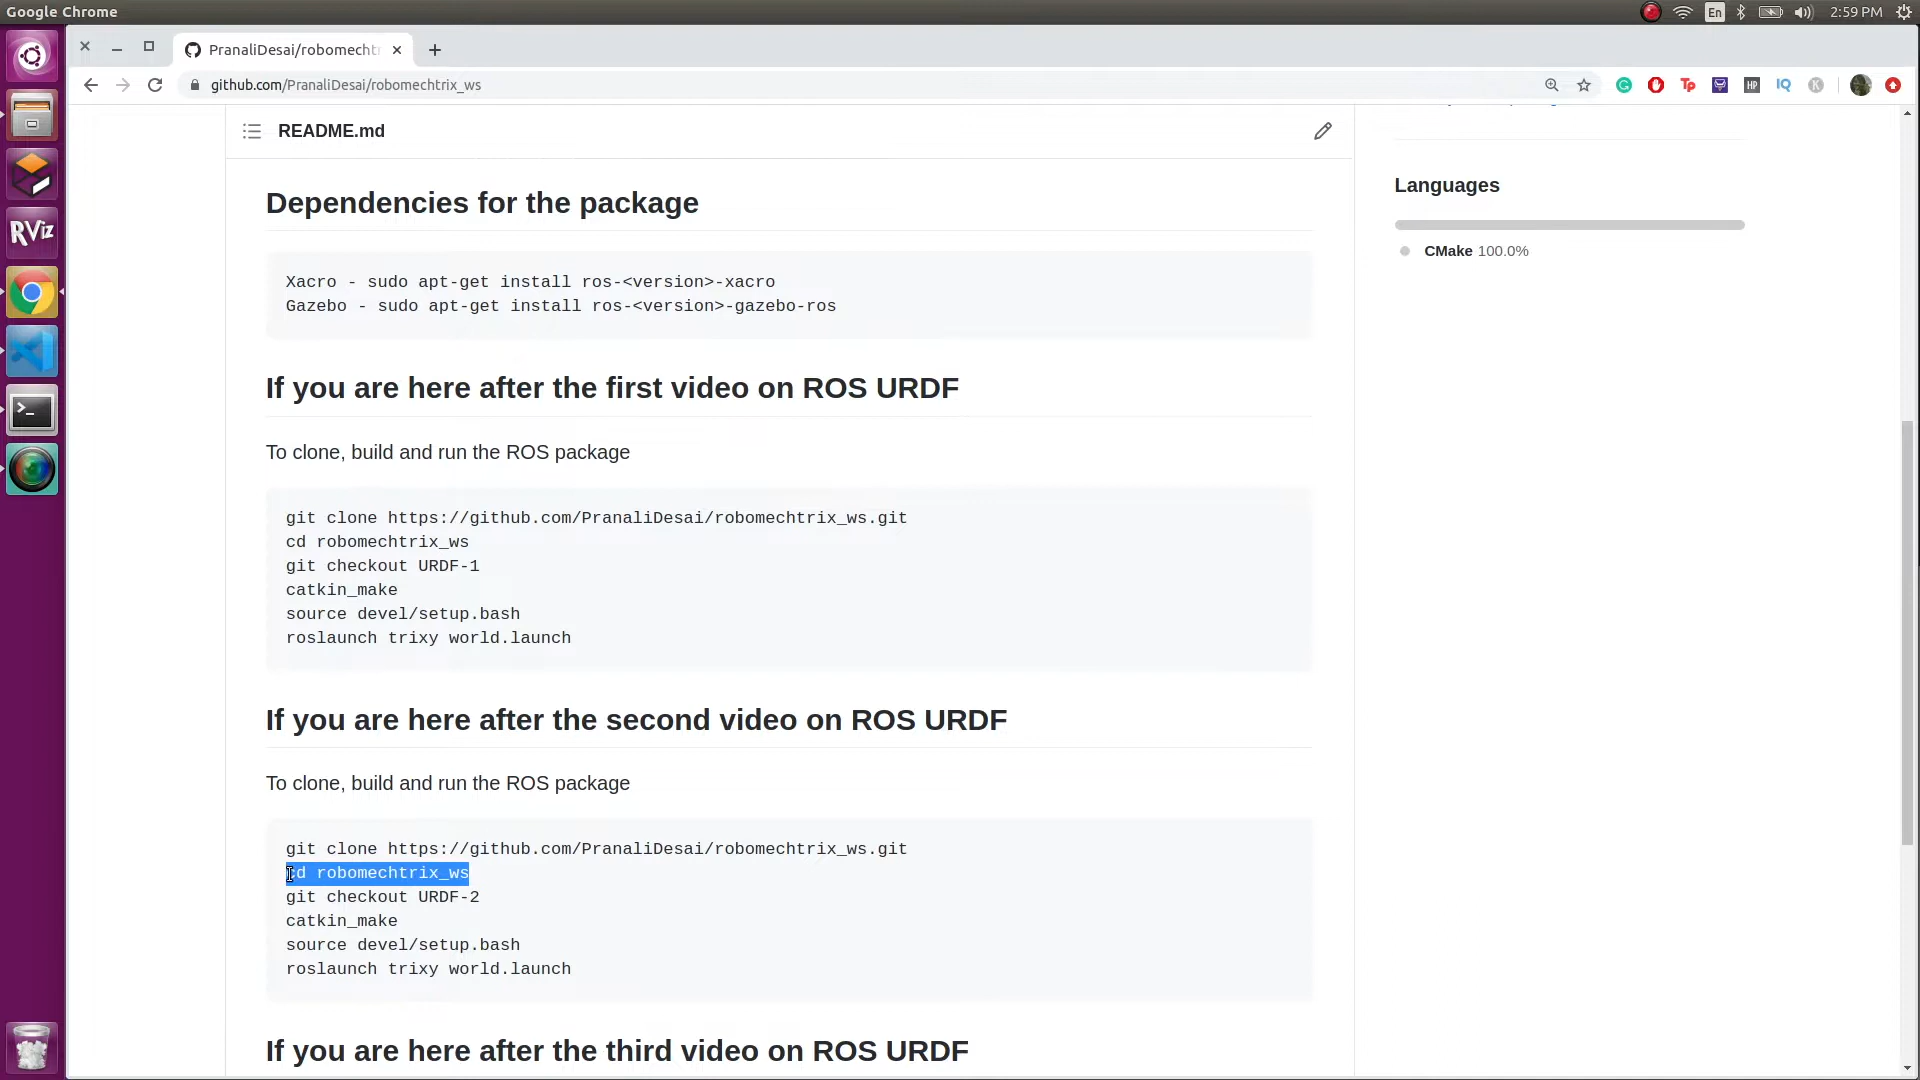 Google Chrome
En
2:59 PM
PranaliDesai/robomecht
github.com/PranaliDesai/robomechtrix_ws
Tp
HP
IQ
K
RViz
README.md
Dependencies for the package
Xacro - sudo apt-get install ros-<version>-xacro
Gazebo - sudo apt-get install ros-<version>-gazebo-ros
If you are here after the first video on ROS URDF
To clone, build and run the ROS package
git clone https://github.com/PranaliDesai/robomechtrix_ws.git
cd robomechtrix_ws
git checkout URDF-1
catkin_make
source devel/setup.bash
roslaunch trixy world.launch
If you are here after the second video on ROS URDF
To clone, build and run the ROS package
git clone https://github.com/PranaliDesai/robomechtrix_ws.git
cd robomechtrix_ws
git checkout URDF-2
catkin_make
source devel/setup.bash
roslaunch trixy world.launch
If you are here after the third video on ROS URDF
Languages
CMake 100.0%